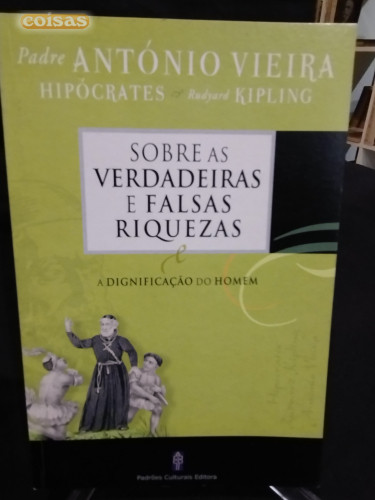 coisas
Padre ANTÓNIO VIEIRA
HIPÓCRATES e Rudyard KIPLING
SOBRE AS
VERDADEIRAS
E FALSAS
RIQUEZAS
e
A DIGNIFICAÇÃO DO HOMEM
Padrões Culturais Editora